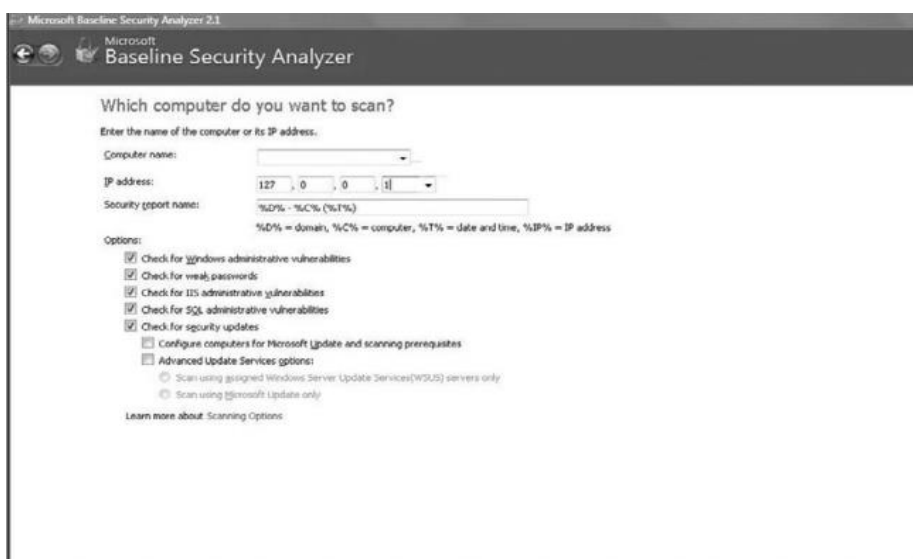 Microsoft Baseline Security Analyzer 2.1
Microsoft
Baseline Security Analyzer
Which computer do you want to scan?
Enter the name of the computer or its IP address.
Computer name:
IP address: 127 . 0 . 0 . 1
Security report name: %D% - %C% (%T%)
%D% = domain, %C% = computer, %T% = date and time, %IP% = IP address
Options:
Check for Windows administrative vulnerabilities
Check for weak passwords
Check for IIS administrative vulnerabilities
Check for SQL administrative vulnerabilities
Check for security updates
Configure computers for Microsoft Update and scanning prerequisites
Advanced Update Services options:
Scan using assigned Windows Server Update Services(WSUS) servers only
Scan using Microsoft Update only
Learn more about Scanning Options